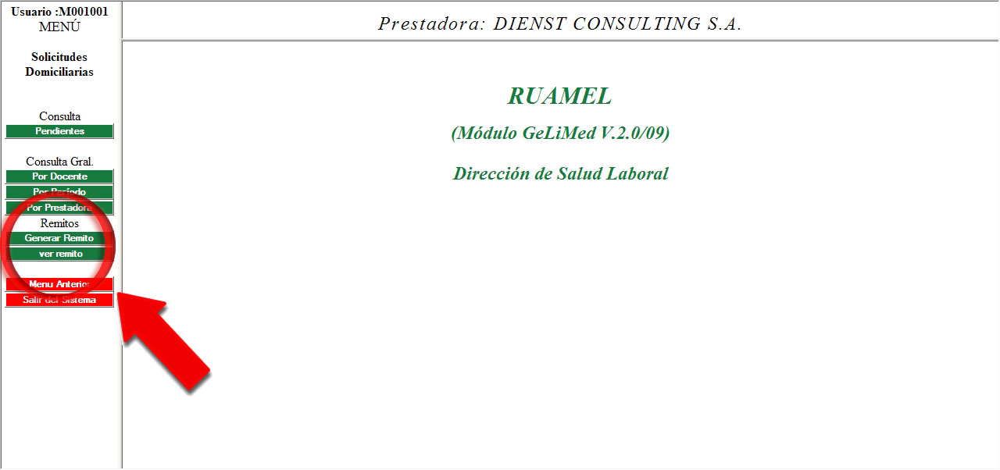 Usuario :M001001
MENÚ
Solicitudes
Domiciliarias
Consulta
Pendientes
Consulta Gral.
Por Docente
Por Período
Por Prestadora
Remitos
Generar Remito
ver remito
Menu Anterior
Salir del Sistema
Prestadora: DIENST CONSULTING S.A.
RUAMEL
(Módulo GeLiMed V.2.0/09)
Dirección de Salud Laboral